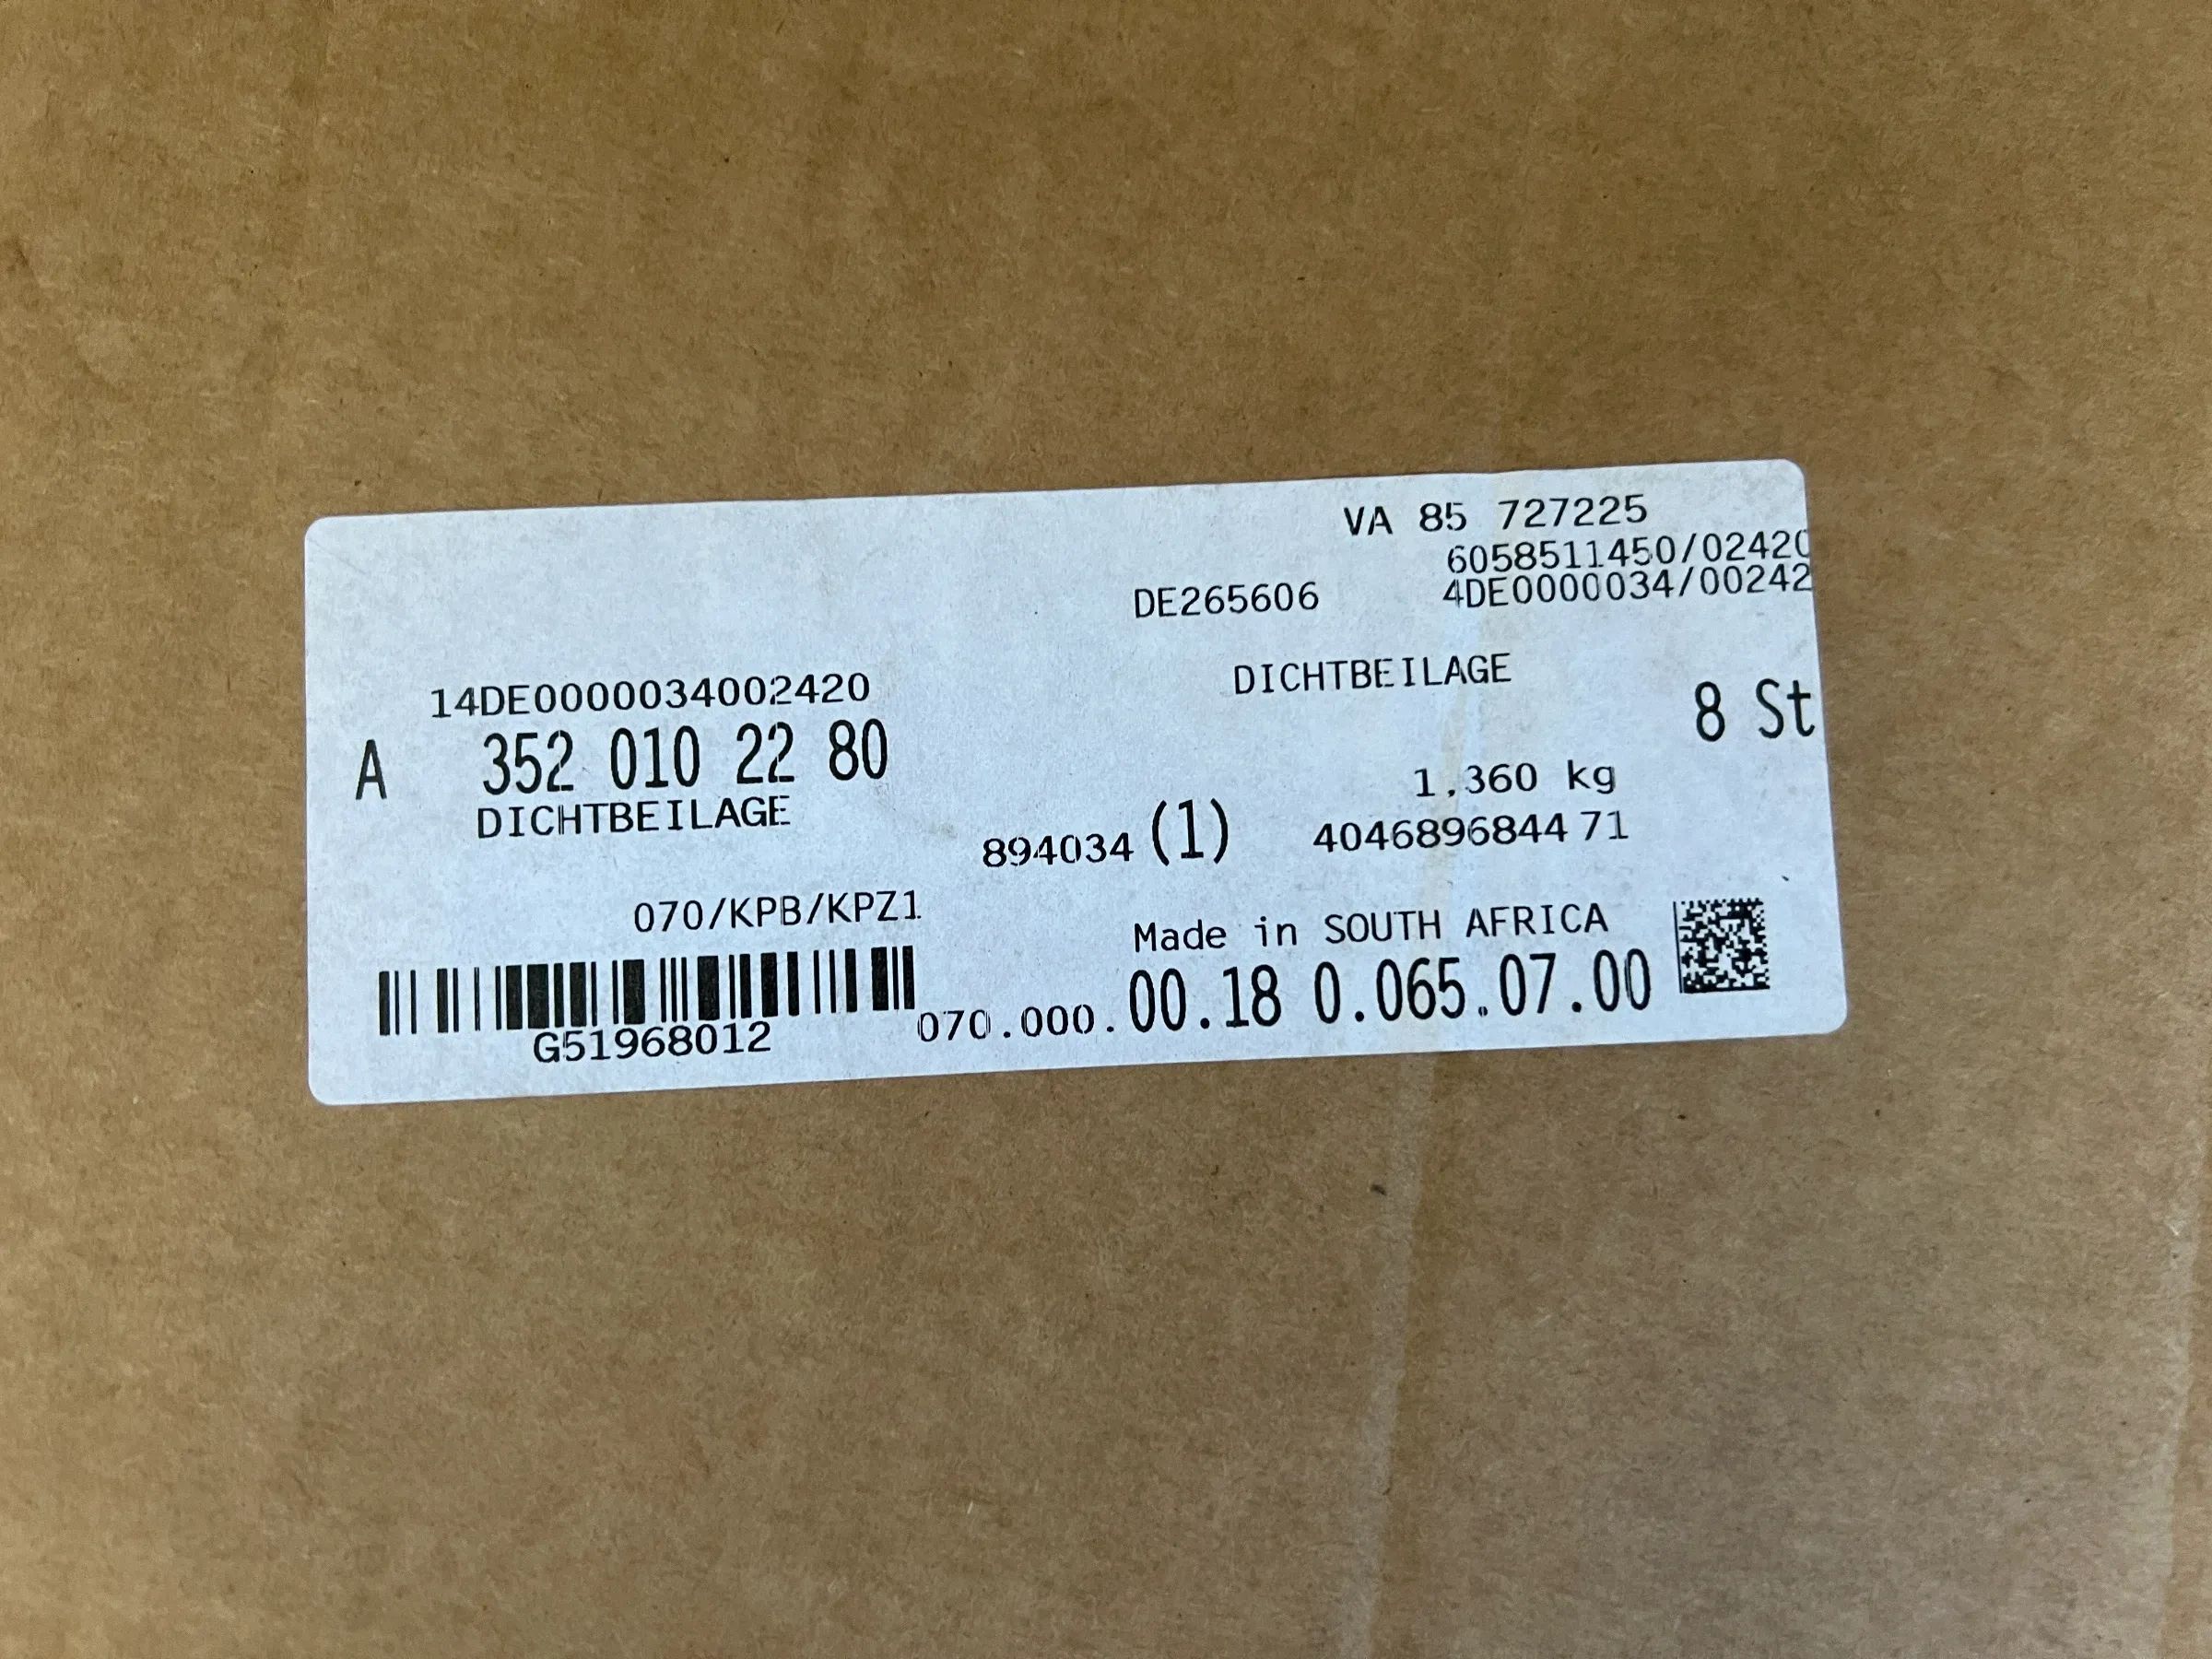 VA 85 727225
6058511450/02420
DE265606 4DE0000034/00242
14DE0000034002420 DICHTBEILAGE
A 352 010 22 80 8 St
DICHTBEILAGE 1,360 kg
894034 (1) 4046896844 71
070/KPB/KPZ1 Made in SOUTH AFRICA
G51968012 070.000. 00.18 0.065.07.00